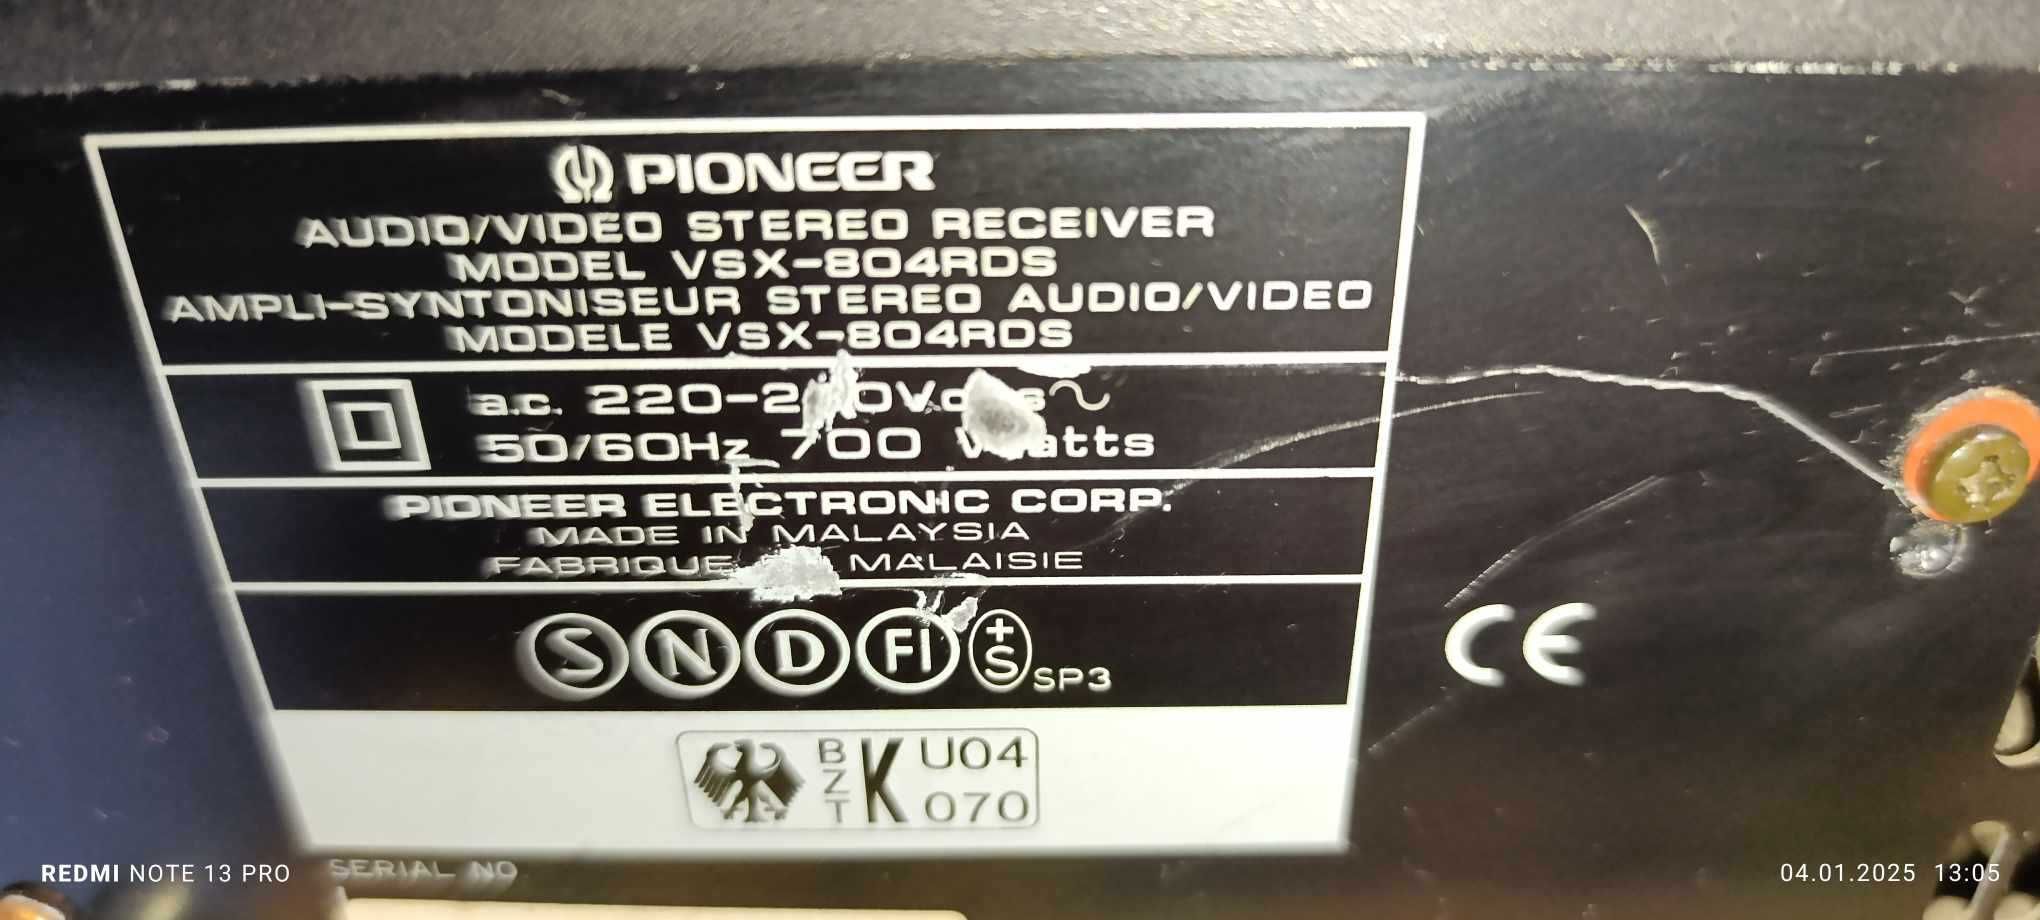 PIONEER
AUDIO/VIDEO STEREO RECEIVER
MODEL VSX-804RDS
AMPLI-SYNTONISEUR STEREO AUDIO/VIDEO
MODELE VSX-804RDS
a.c. ~
50/60Hz 700 Watts
PIONEER ELECTRONIC CORP.
MADE IN MALAYSIA
FABRIQUE MALAISIE
S N D FI +S SP3
CE
BZT K U04
070
SERIAL NO
REDMI NOTE 13 PRO
04.01.2025 13:05